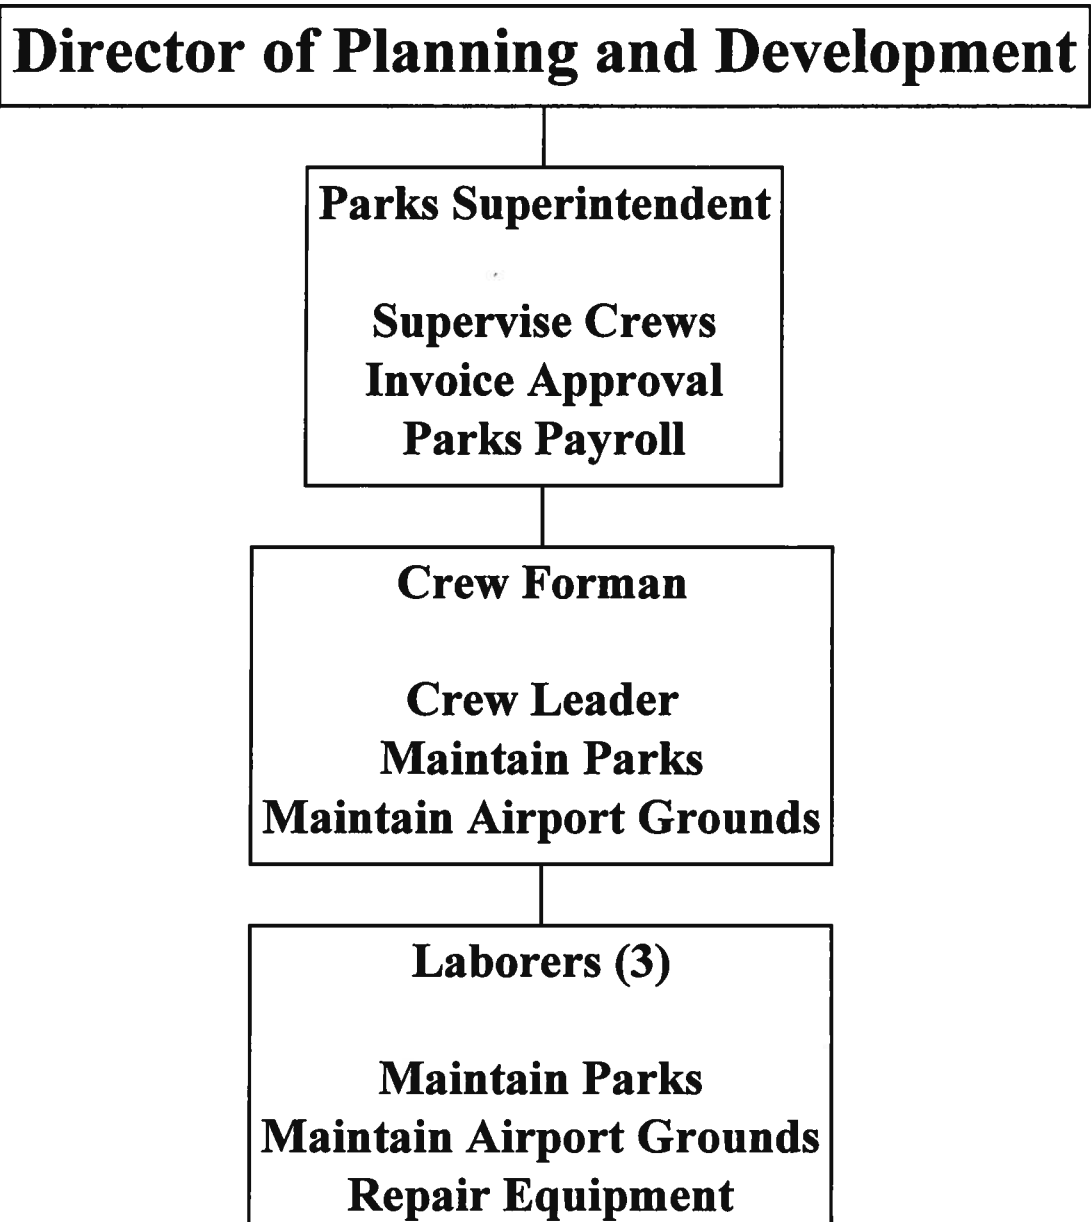 Director of Planning and Development
Parks Superintendent
Supervise Crews
Invoice Approval
Parks Payroll
Crew Forman
Crew Leader
Maintain Parks
Maintain Airport Grounds
Laborers (3)
Maintain Parks
Maintain Airport Grounds
Repair Equipment